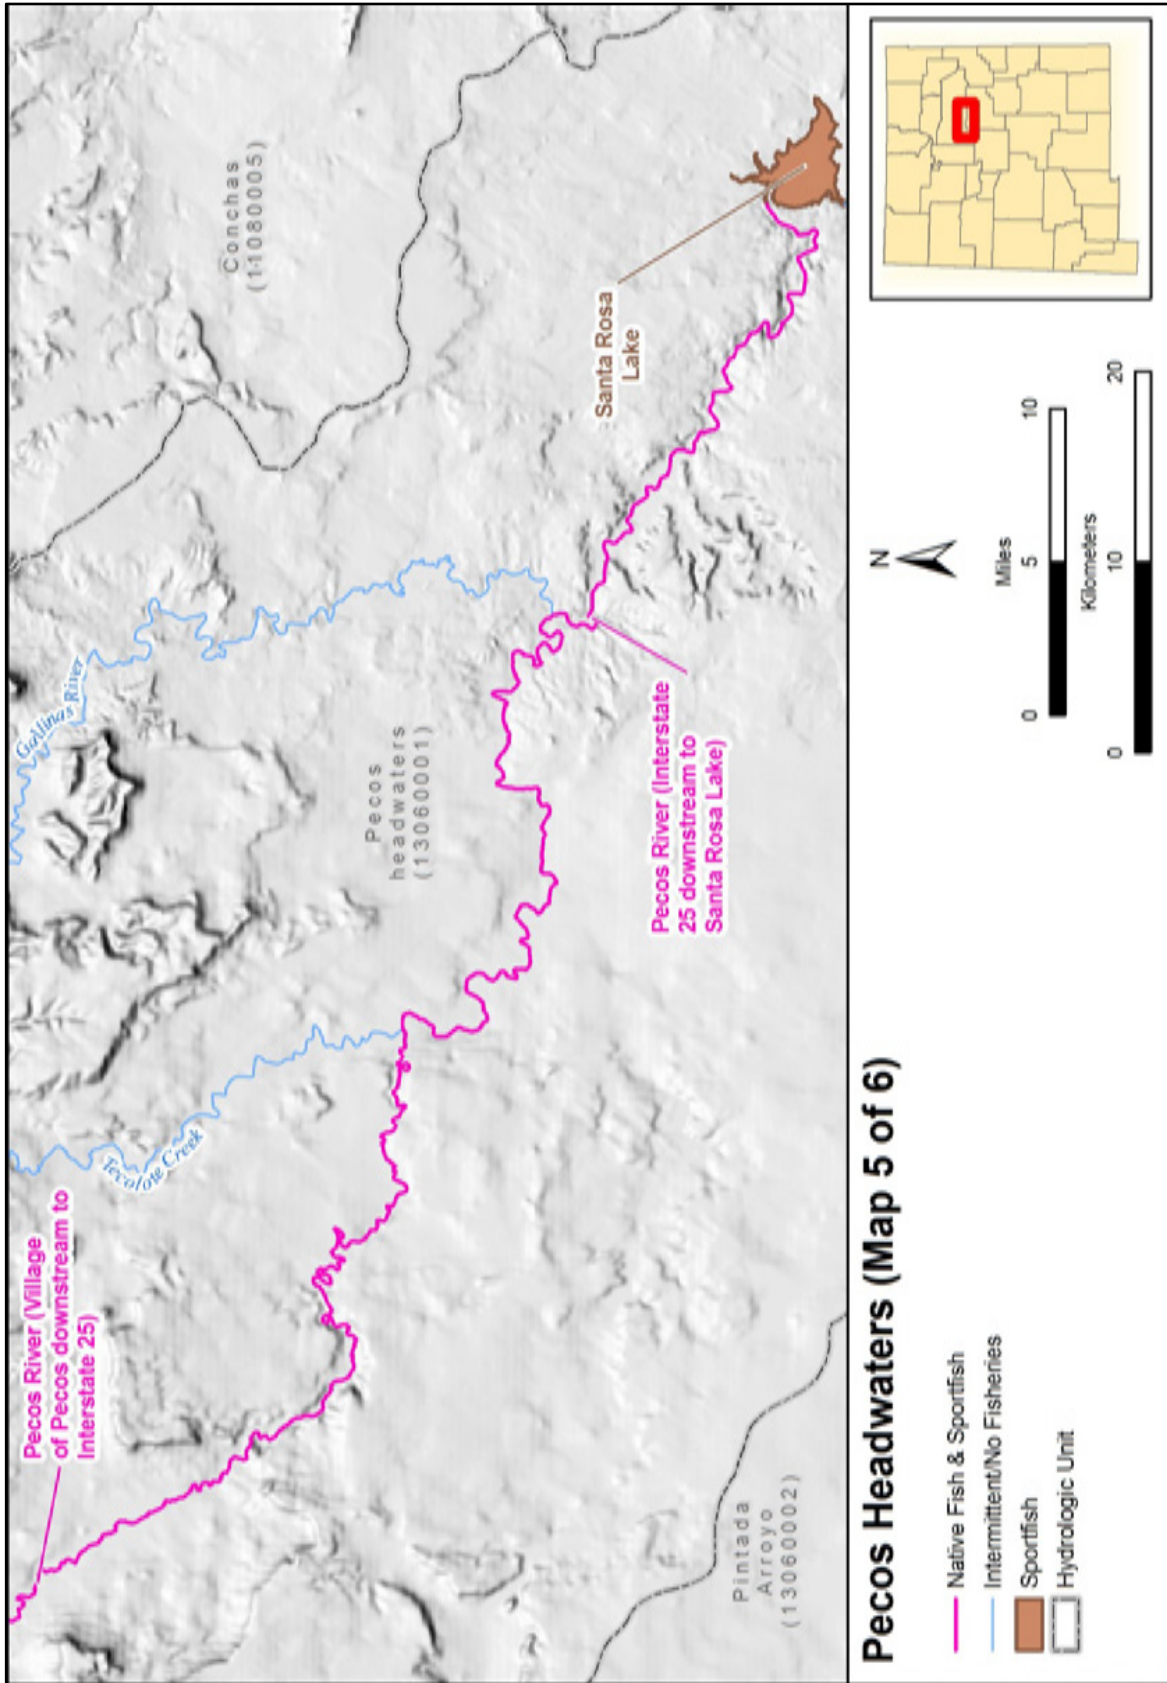 Pecos River (Village
of Pecos downstream to
Interstate 25)
Tecolote Creek
Gallinas River
Conchas
(11080005)
Pecos
headwaters
(13060001)
Santa Rosa
Lake
Pecos River (Interstate
25 downstream to
Santa Rosa Lake)
Pintada
Arroyo
(13060002)
Pecos Headwaters (Map 5 of 6)
Native Fish & Sportfish
Intermittent/No Fisheries
Sportfish
Hydrologic Unit
N
Miles
0 5 10
Kilometers
0 10 20